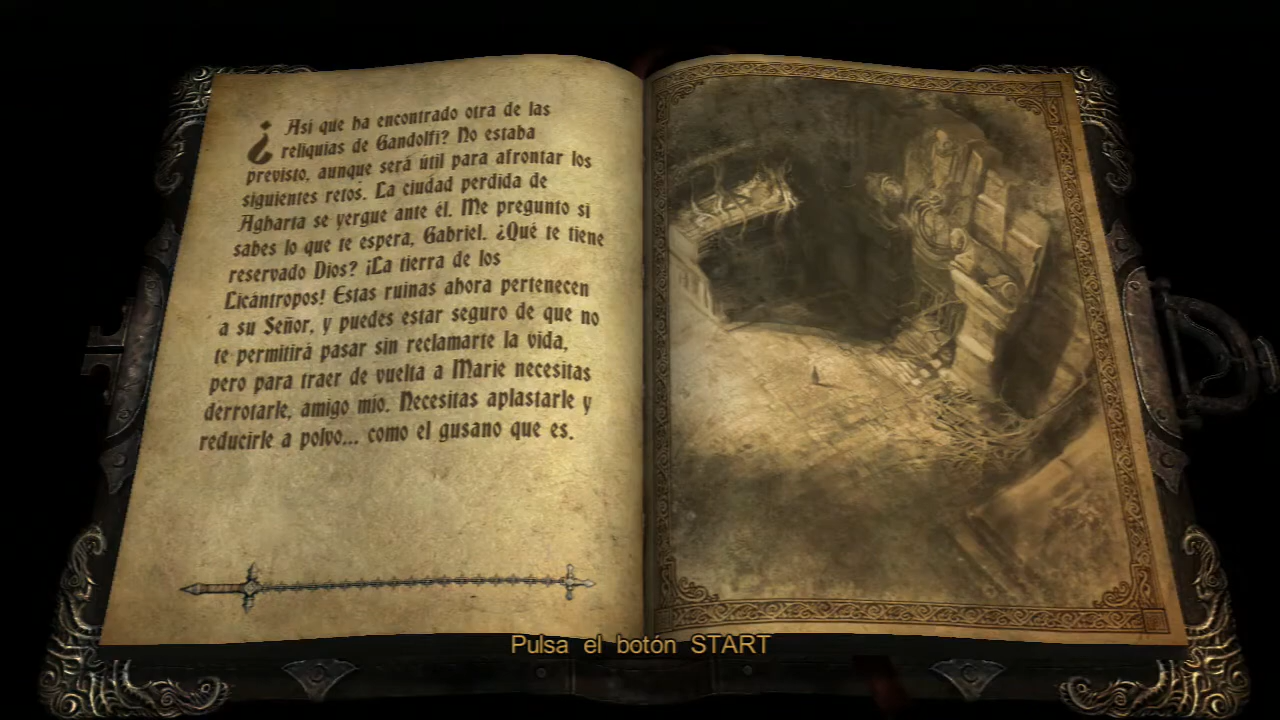 ¿Así que ha encontrado otra de las
reliquias de Gandolfi? No estaba
previsto, aunque será útil para afrontar los
siguientes retos. La ciudad perdida de
Agharta se yergue ante él. Me pregunto si
sabes lo que te espera, Gabriel. ¿Qué te tiene
reservado Dios? ¡La tierra de los
Licántropos! Estas ruinas ahora pertenecen
a su Señor, y puedes estar seguro de que no
te permitirá pasar sin reclamarte la vida,
pero para traer de vuelta a Marie necesitas
derrotarle, amigo mío. Necesitas aplastarle y
reducirle a polvo... como el gusano que es.
Pulsa el botón START